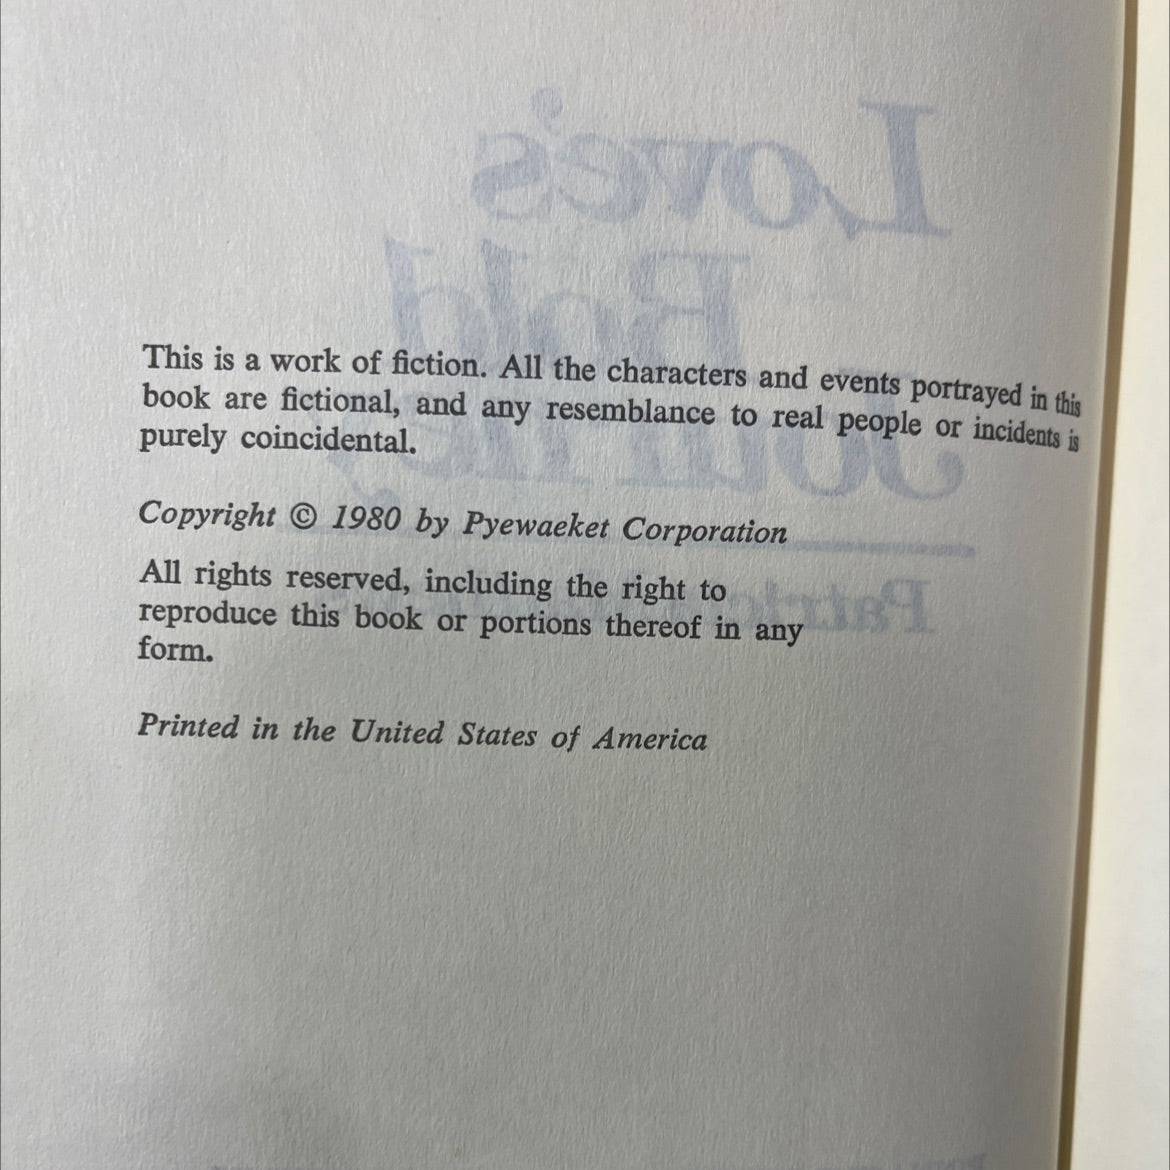 This is a work of fiction. All the characters and events portrayed in this
book are fictional, and any resemblance to real people or incidents is
purely coincidental.
Copyright © 1980 by Pyewaeket Corporation
All rights reserved, including the right to
reproduce this book or portions thereof in any
form.
Printed in the United States of America
Love's
Bold